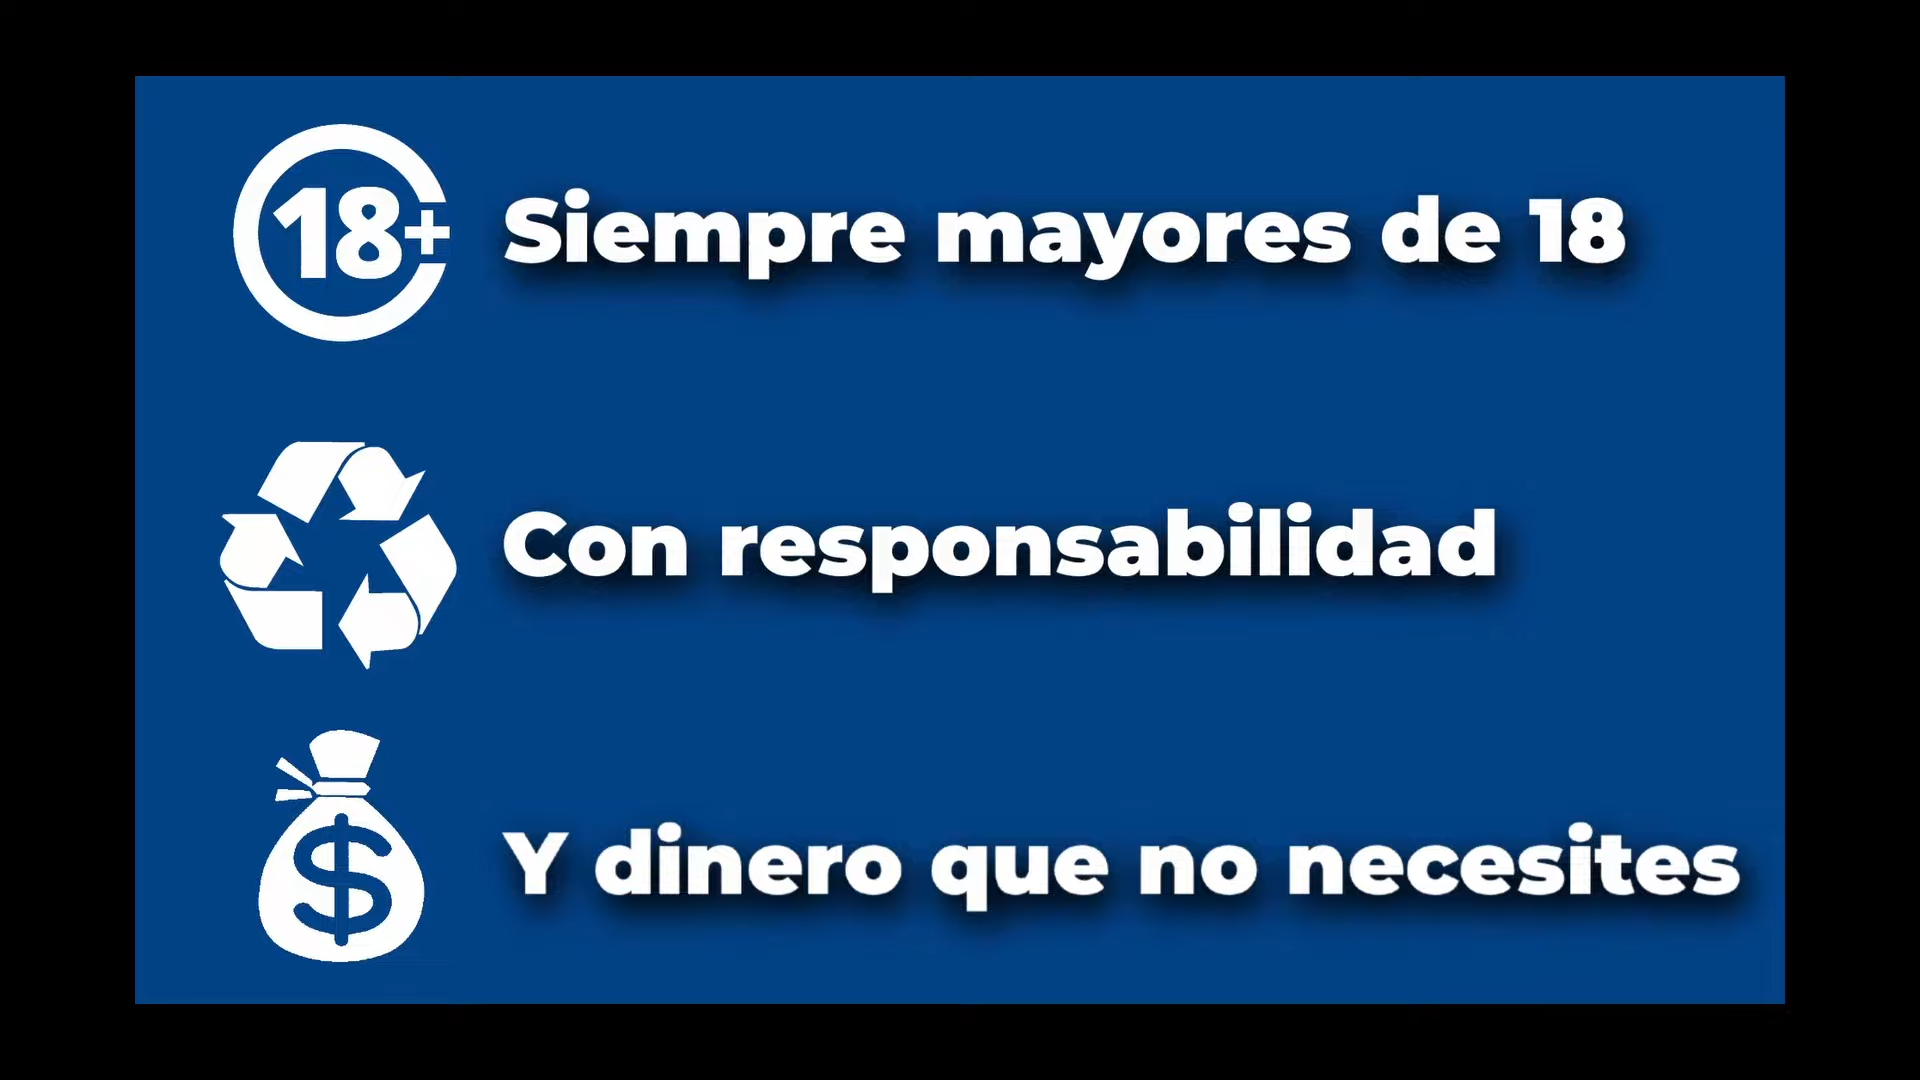 18+ Siempre mayores de 18
Con responsabilidad
$ Y dinero que no necesites